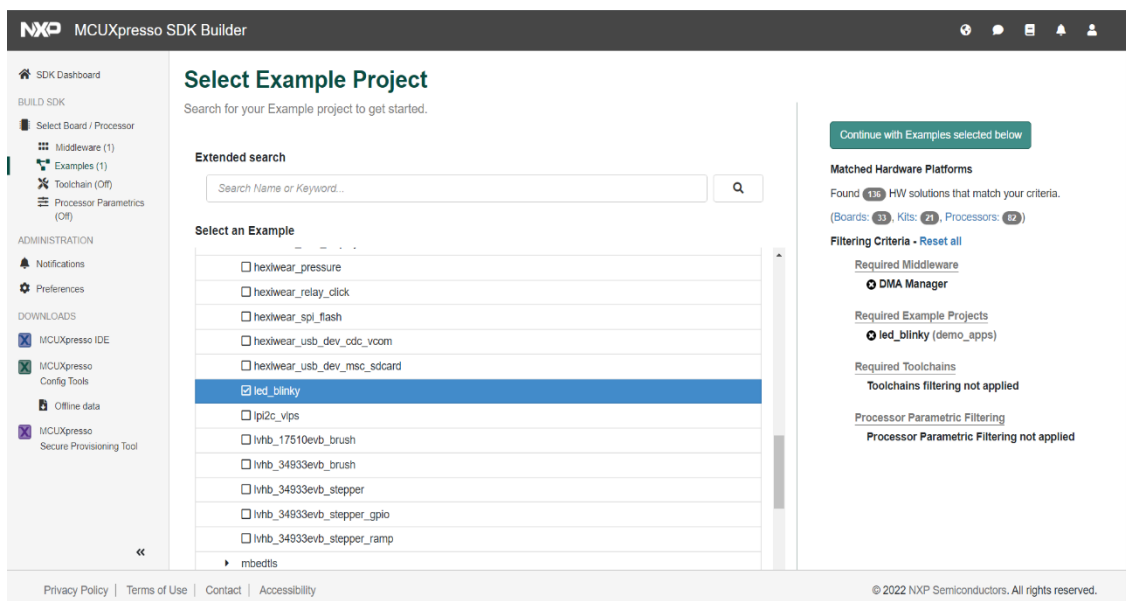 NXP MCUXpresso SDK Builder
SDK Dashboard
BUILD SDK
Select Board / Processor
Middleware (1)
Examples (1)
Toolchain (Off)
Processor Parametrics
(Off)
ADMINISTRATION
Notifications
Preferences
DOWNLOADS
MCUXpresso IDE
MCUXpresso
Config Tools
Offline data
MCUXpresso
Secure Provisioning Tool
«
Select Example Project
Search for your Example project to get started.
Extended search
Search Name or Keyword...
Select an Example
hexiwear_pressure
hexiwear_relay_click
hexiwear_spi_flash
hexiwear_usb_dev_cdc_vcom
hexiwear_usb_dev_msc_sdcard
led_blinky
lpi2c_vlps
lvhb_17510evb_brush
lvhb_34933evb_brush
lvhb_34933evb_stepper
lvhb_34933evb_stepper_gpio
lvhb_34933evb_stepper_ramp
mbedtls
Continue with Examples selected below
Matched Hardware Platforms
Found 136 HW solutions that match your criteria.
(Boards: 33, Kits: 21, Processors: 82)
Filtering Criteria - Reset all
Required Middleware
DMA Manager
Required Example Projects
led_blinky (demo_apps)
Required Toolchains
Toolchains filtering not applied
Processor Parametric Filtering
Processor Parametric Filtering not applied
Privacy Policy | Terms of Use | Contact | Accessibility
© 2022 NXP Semiconductors. All rights reserved.